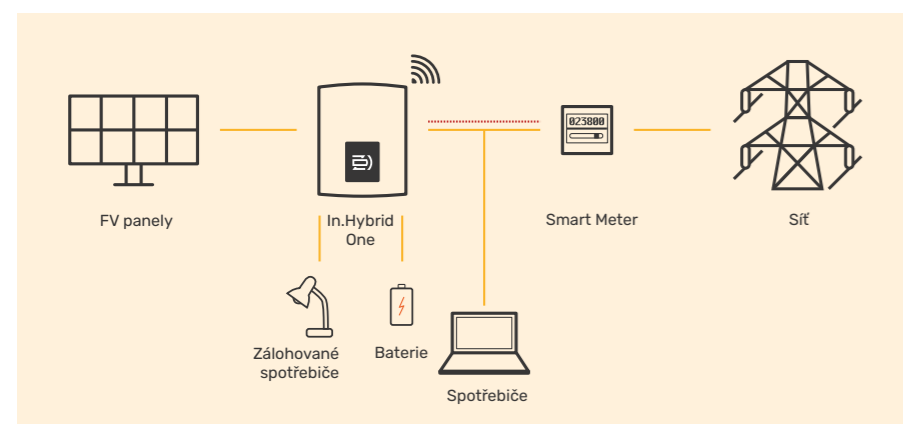 023800
FV panely
In.Hybrid
One
Smart Meter
Síť
Zálohované
spotřebiče
Baterie
Spotřebiče